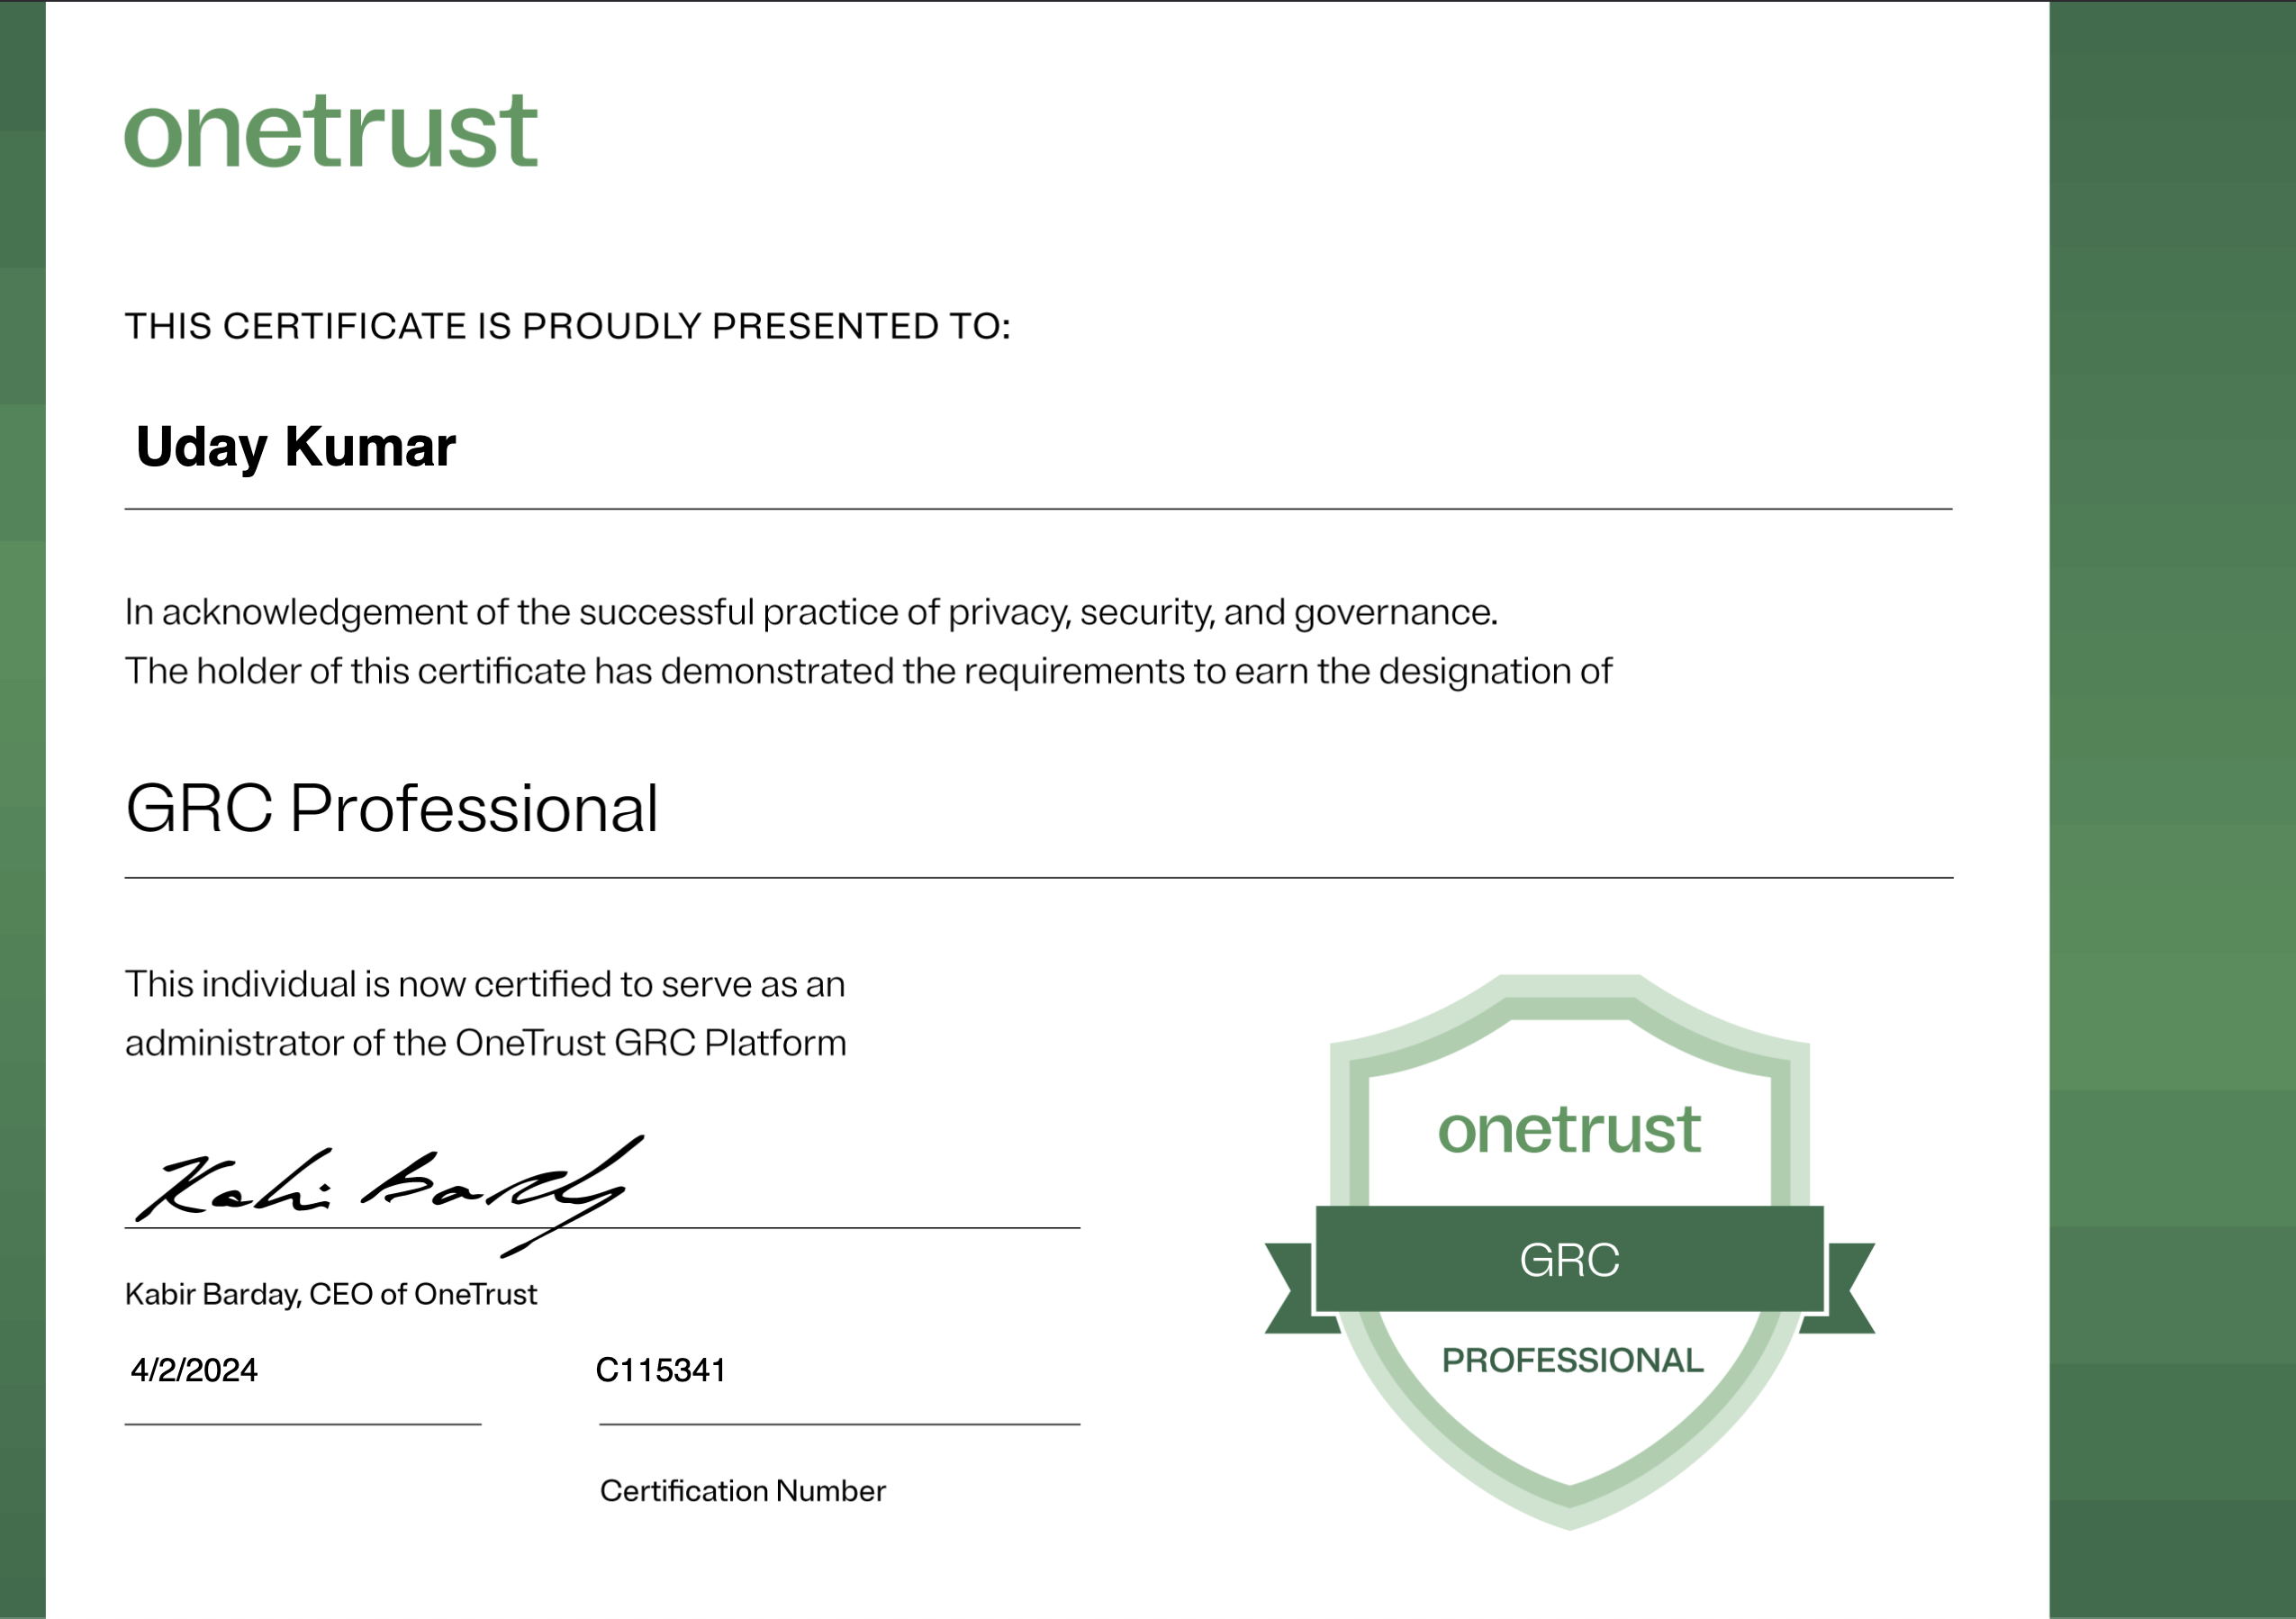 onetrust
THIS CERTIFICATE IS PROUDLY PRESENTED TO:
Uday Kumar
In acknowledgement of the successful practice of privacy, security, and governance.
The holder of this certificate has demonstrated the requirements to earn the designation of
GRC Professional
This individual is now certified to serve as an
administrator of the OneTrust GRC Platform
Kabir Barday
Kabir Barday, CEO of OneTrust
4/2/2024
C115341
Certification Number
onetrust
GRC
PROFESSIONAL